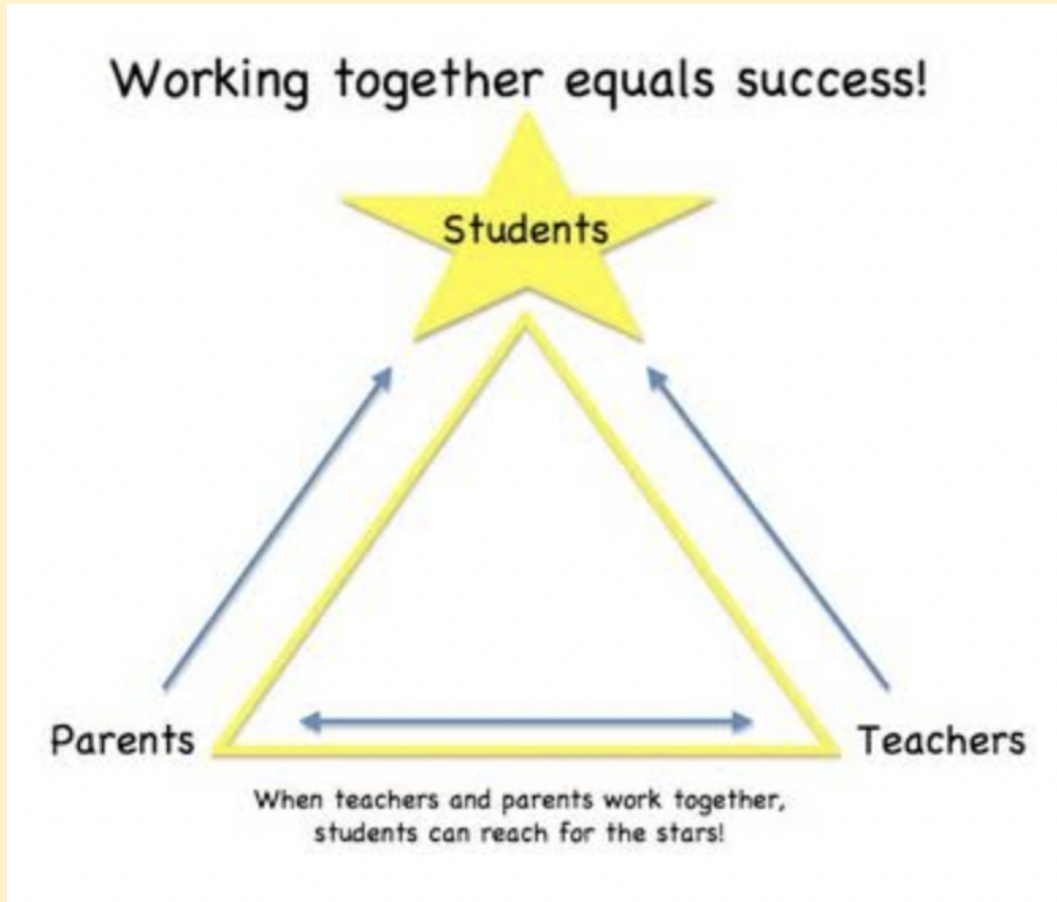 Working together equals success!
Students
Parents
Teachers
When teachers and parents work together,
students can reach for the stars!